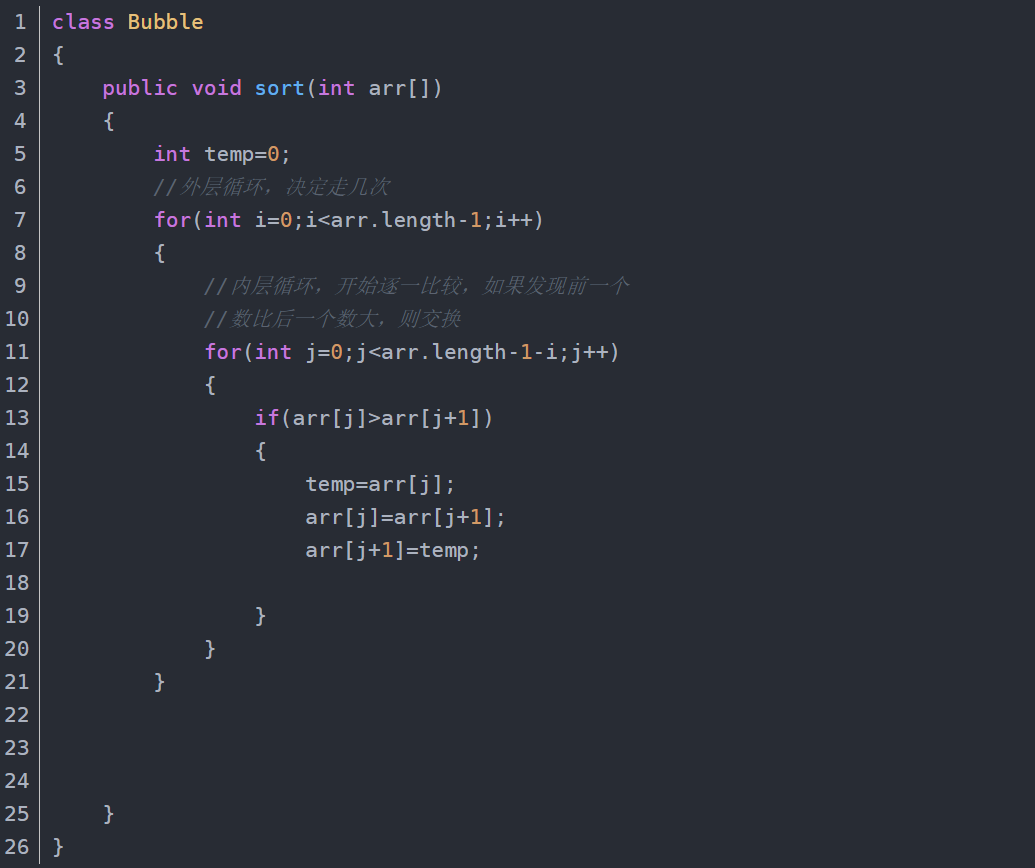 1 class Bubble
2 {
3     public void sort(int arr[])
4     {
5         int temp=0;
6         //外层循环，决定走几次
7         for(int i=0;i<arr.length-1;i++)
8         {
9             //内层循环，开始逐一比较，如果发现前一个
10             //数比后一个数大，则交换
11             for(int j=0;j<arr.length-1-i;j++)
12             {
13                 if(arr[j]>arr[j+1])
14                 {
15                     temp=arr[j];
16                     arr[j]=arr[j+1];
17                     arr[j+1]=temp;
18
19                 }
20             }
21         }
22
23
24
25     }
26 }